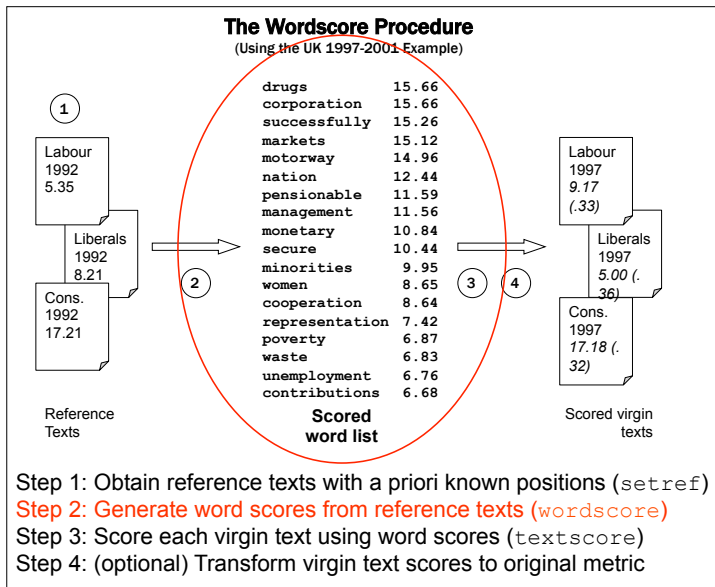 The Wordscore Procedure
(Using the UK 1997-2001 Example)
1
Labour
1992
5.35
Liberals
1992
8.21
Cons.
1992
17.21
Reference
Texts
2
drugs 15.66
corporation 15.66
successfully 15.26
markets 15.12
motorway 14.96
nation 12.44
pensionable 11.59
management 11.56
monetary 10.84
secure 10.44
minorities 9.95
women 8.65
cooperation 8.64
representation 7.42
poverty 6.87
waste 6.83
unemployment 6.76
contributions 6.68
Scored
word list
3 4
Labour
1997
9.17
(.33)
Liberals
1997
5.00 (.
36)
Cons.
1997
17.18 (.
32)
Scored virgin
texts
Step 1: Obtain reference texts with a priori known positions (setref)
Step 2: Generate word scores from reference texts (wordscore)
Step 3: Score each virgin text using word scores (textscore)
Step 4: (optional) Transform virgin text scores to original metric